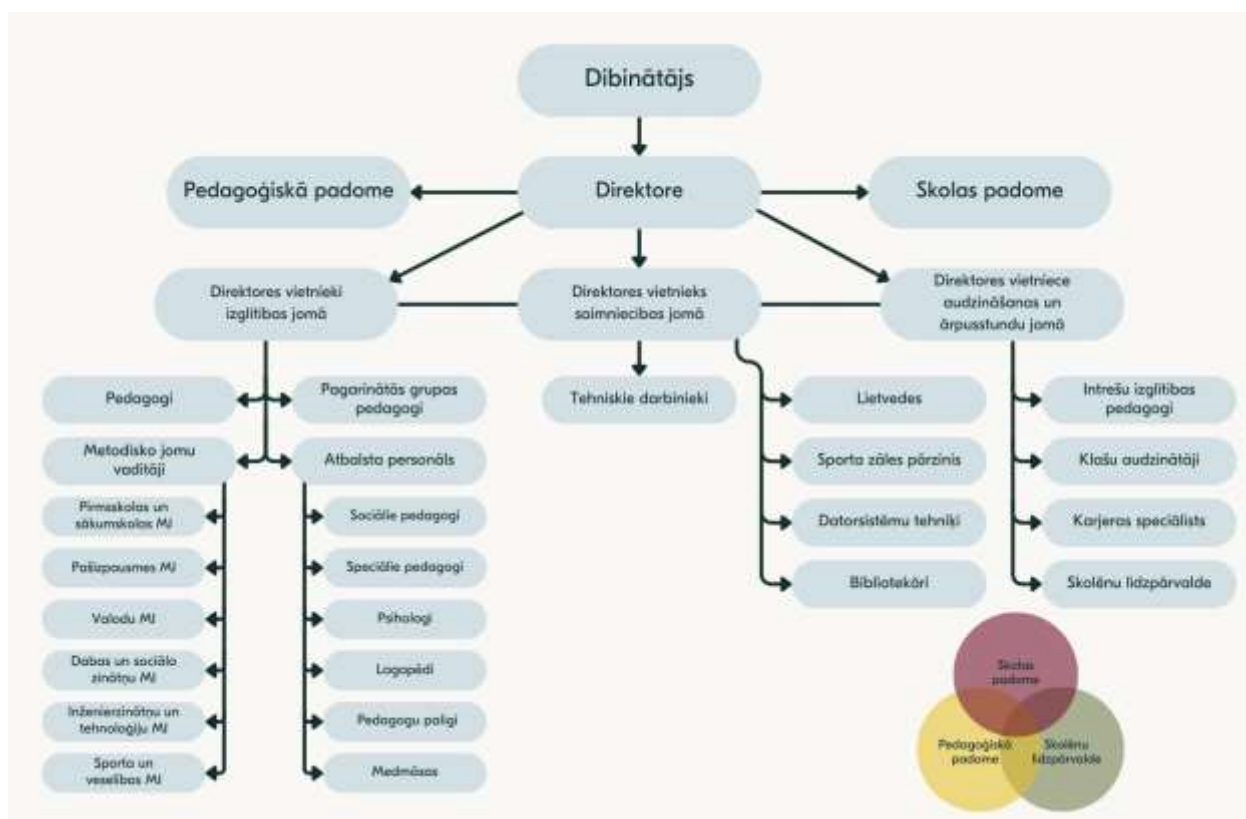 Dibinātājs
Pedagoģiskā padome
Direktore
Skolas padome
Direktores vietnieki
izglītības jomā
Direktores vietnieks
saimniecības jomā
Direktores vietniece
audzināšanas un
ārpusstundu jomā
Pedagogi
Pagarinātās grupas
pedagogi
Tehniskie darbinieki
Lietvedes
Intrešu izglītības
pedagogi
Metodisko jomu
vadītāji
Atbalsta personāls
Sporta zāles pārzinis
Klašu audzinātāji
Pirmsskolas un
sākumskolas MJ
Sociālie pedagogi
Datorsistēmu tehniķi
Karjeras speciālists
Pašizpausmes MJ
Speciālie pedagogi
Bibliotekāri
Skolēnu līdzpārvalde
Valodu MJ
Psihologi
Dabas un sociālo
zinātņu MJ
Logopēdi
Inženierzinātņu un
tehnoloģiju MJ
Pedagogu palīgi
Sporta un
veselības MJ
Medmāsas
Skolas
padome
Pedagoģiskā
padome
Skolēnu
līdzpārvalde